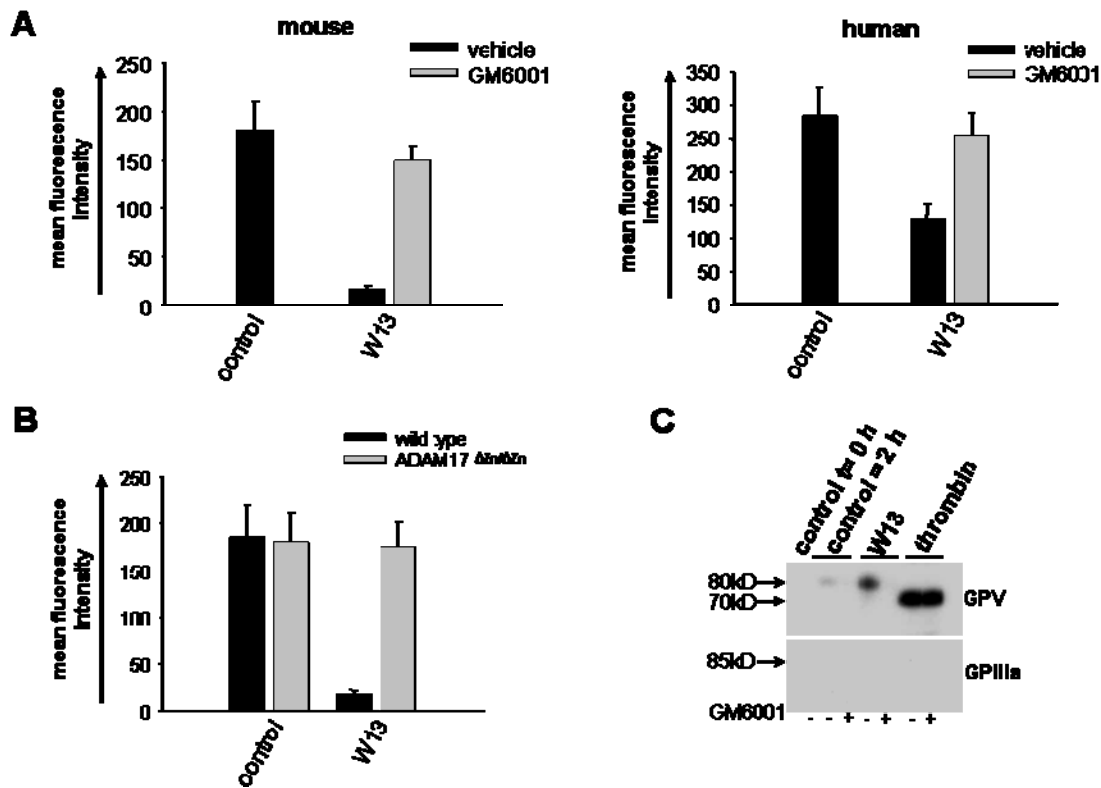 A
mouse
vehicle
GM6001
mean fluorescence
Intensity
250
200
150
100
50
0
control
W13
human
vehicle
GM6001
mean fluorescence
Intensity
350
300
250
200
150
100
50
0
control
W13
B
wild type
ADAM17 ΔZn/ΔZn
mean fluorescence
Intensity
250
200
150
100
50
0
control
W13
C
control t= 0 h
control = 2 h
W13
thrombin
80kD
70kD
GPV
85kD
GPIIIa
GM6001
- - + - + - +